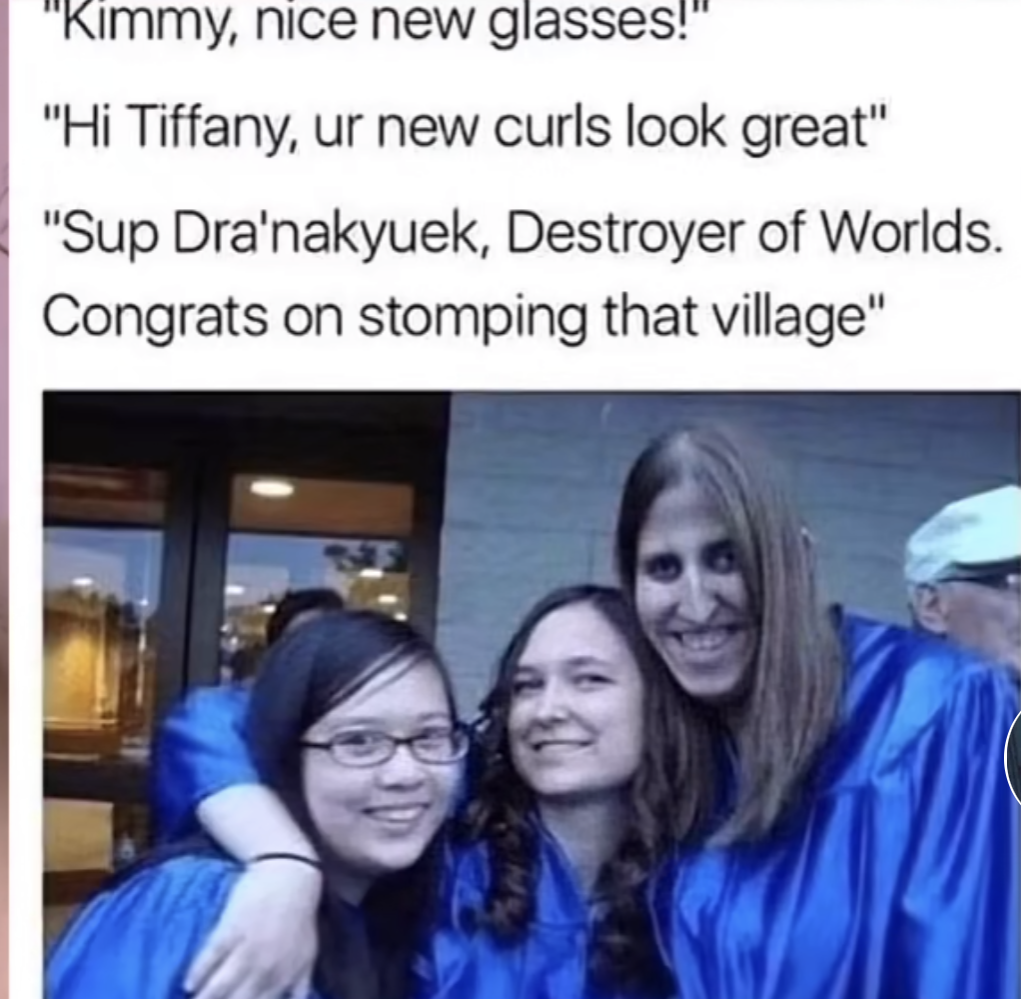 "Kimmy, nice new glasses!"
"Hi Tiffany, ur new curls look great"
"Sup Dra'nakyuek, Destroyer of Worlds.
Congrats on stomping that village"